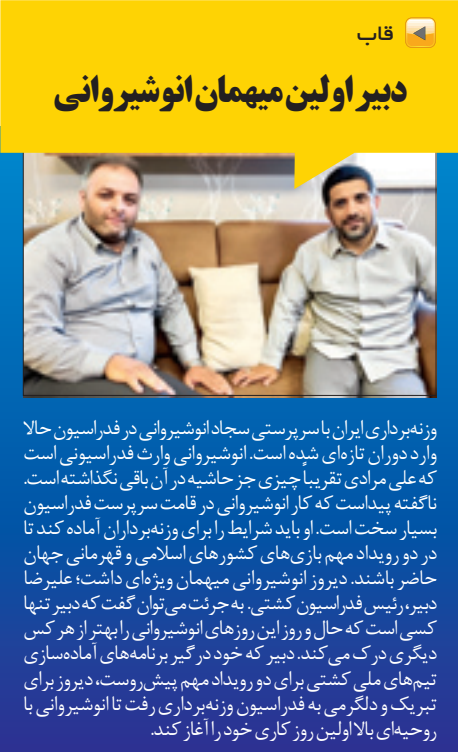 قاب
دبیر اولین میهمان انوشیروانی
وزنه‌برداری ایران با سرپرستی سجاد انوشیروانی در فدراسیون حالا
وارد دوران تازه‌ای شده است. انوشیروانی وارث فدراسیونی است
که علی مرادی تقریباً چیزی جز حاشیه در آن باقی نگذاشته است.
ناگفته پیداست که کار انوشیروانی در قامت سرپرست فدراسیون
بسیار سخت است. او باید شرایط را برای وزنه‌برداران آماده کند تا
در دو رویداد مهم بازی‌های کشورهای اسلامی و قهرمانی جهان
حاضر باشند. دیروز انوشیروانی میهمان ویژه‌ای داشت؛ علیرضا
دبیر، رئیس فدراسیون کشتی. به جرئت می‌توان گفت که دبیر تنها
کسی است که حال و روز این روزهای انوشیروانی را بهتر از هر کس
دیگری درک می‌کند. دبیر که خود درگیر برنامه‌های آماده‌سازی
تیم‌های ملی کشتی برای دو رویداد مهم پیش‌روست، دیروز برای
تبریک و دلگرمی به فدراسیون وزنه‌برداری رفت تا انوشیروانی با
روحیه‌ای بالا اولین روز کاری خود را آغاز کند.